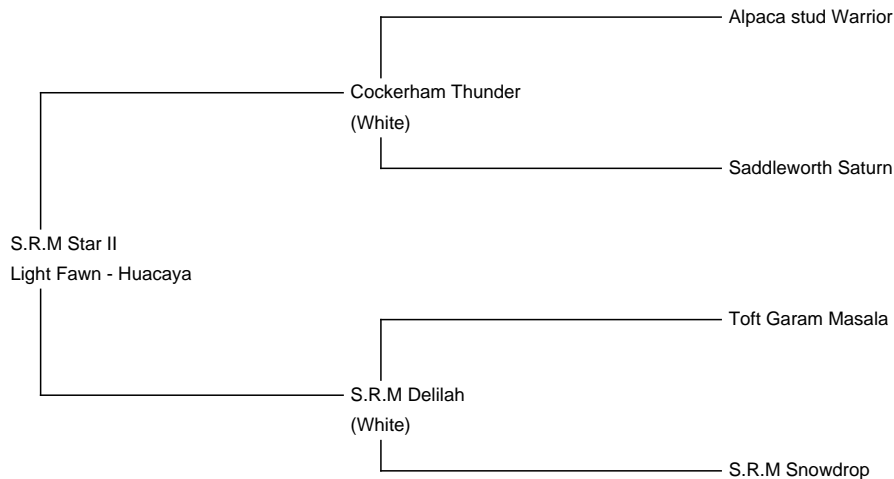 Alpaca stud Warrior
Cockerham Thunder
(White)
Saddleworth Saturn
S.R.M Star II
Light Fawn - Huacaya
Toft Garam Masala
S.R.M Delilah
(White)
S.R.M Snowdrop